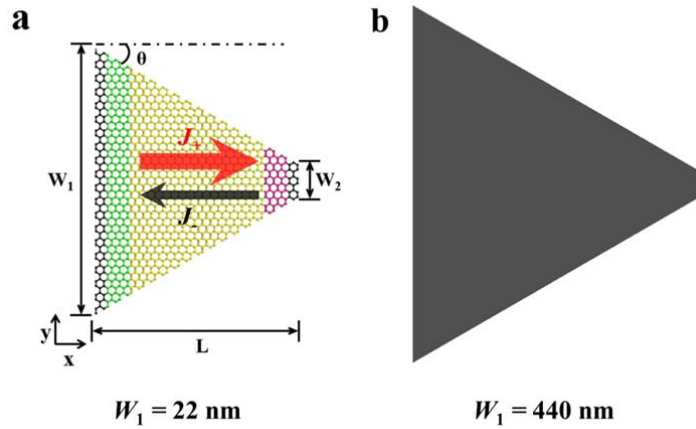 a
b
θ
J+
W1
W2
J-
y
x
L
W1 = 22 nm
W1 = 440 nm